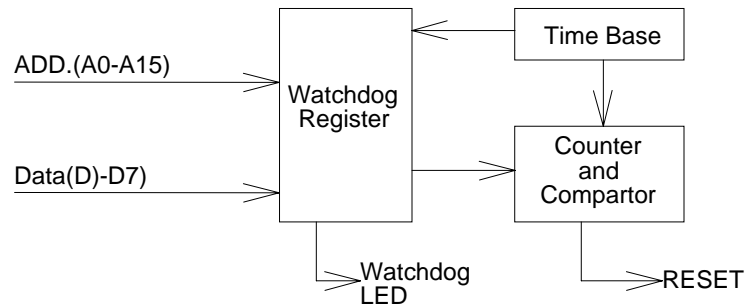 Time Base
ADD.(A0-A15)
Watchdog
Register
Counter
and
Compartor
Data(D)-D7)
Watchdog
LED
RESET